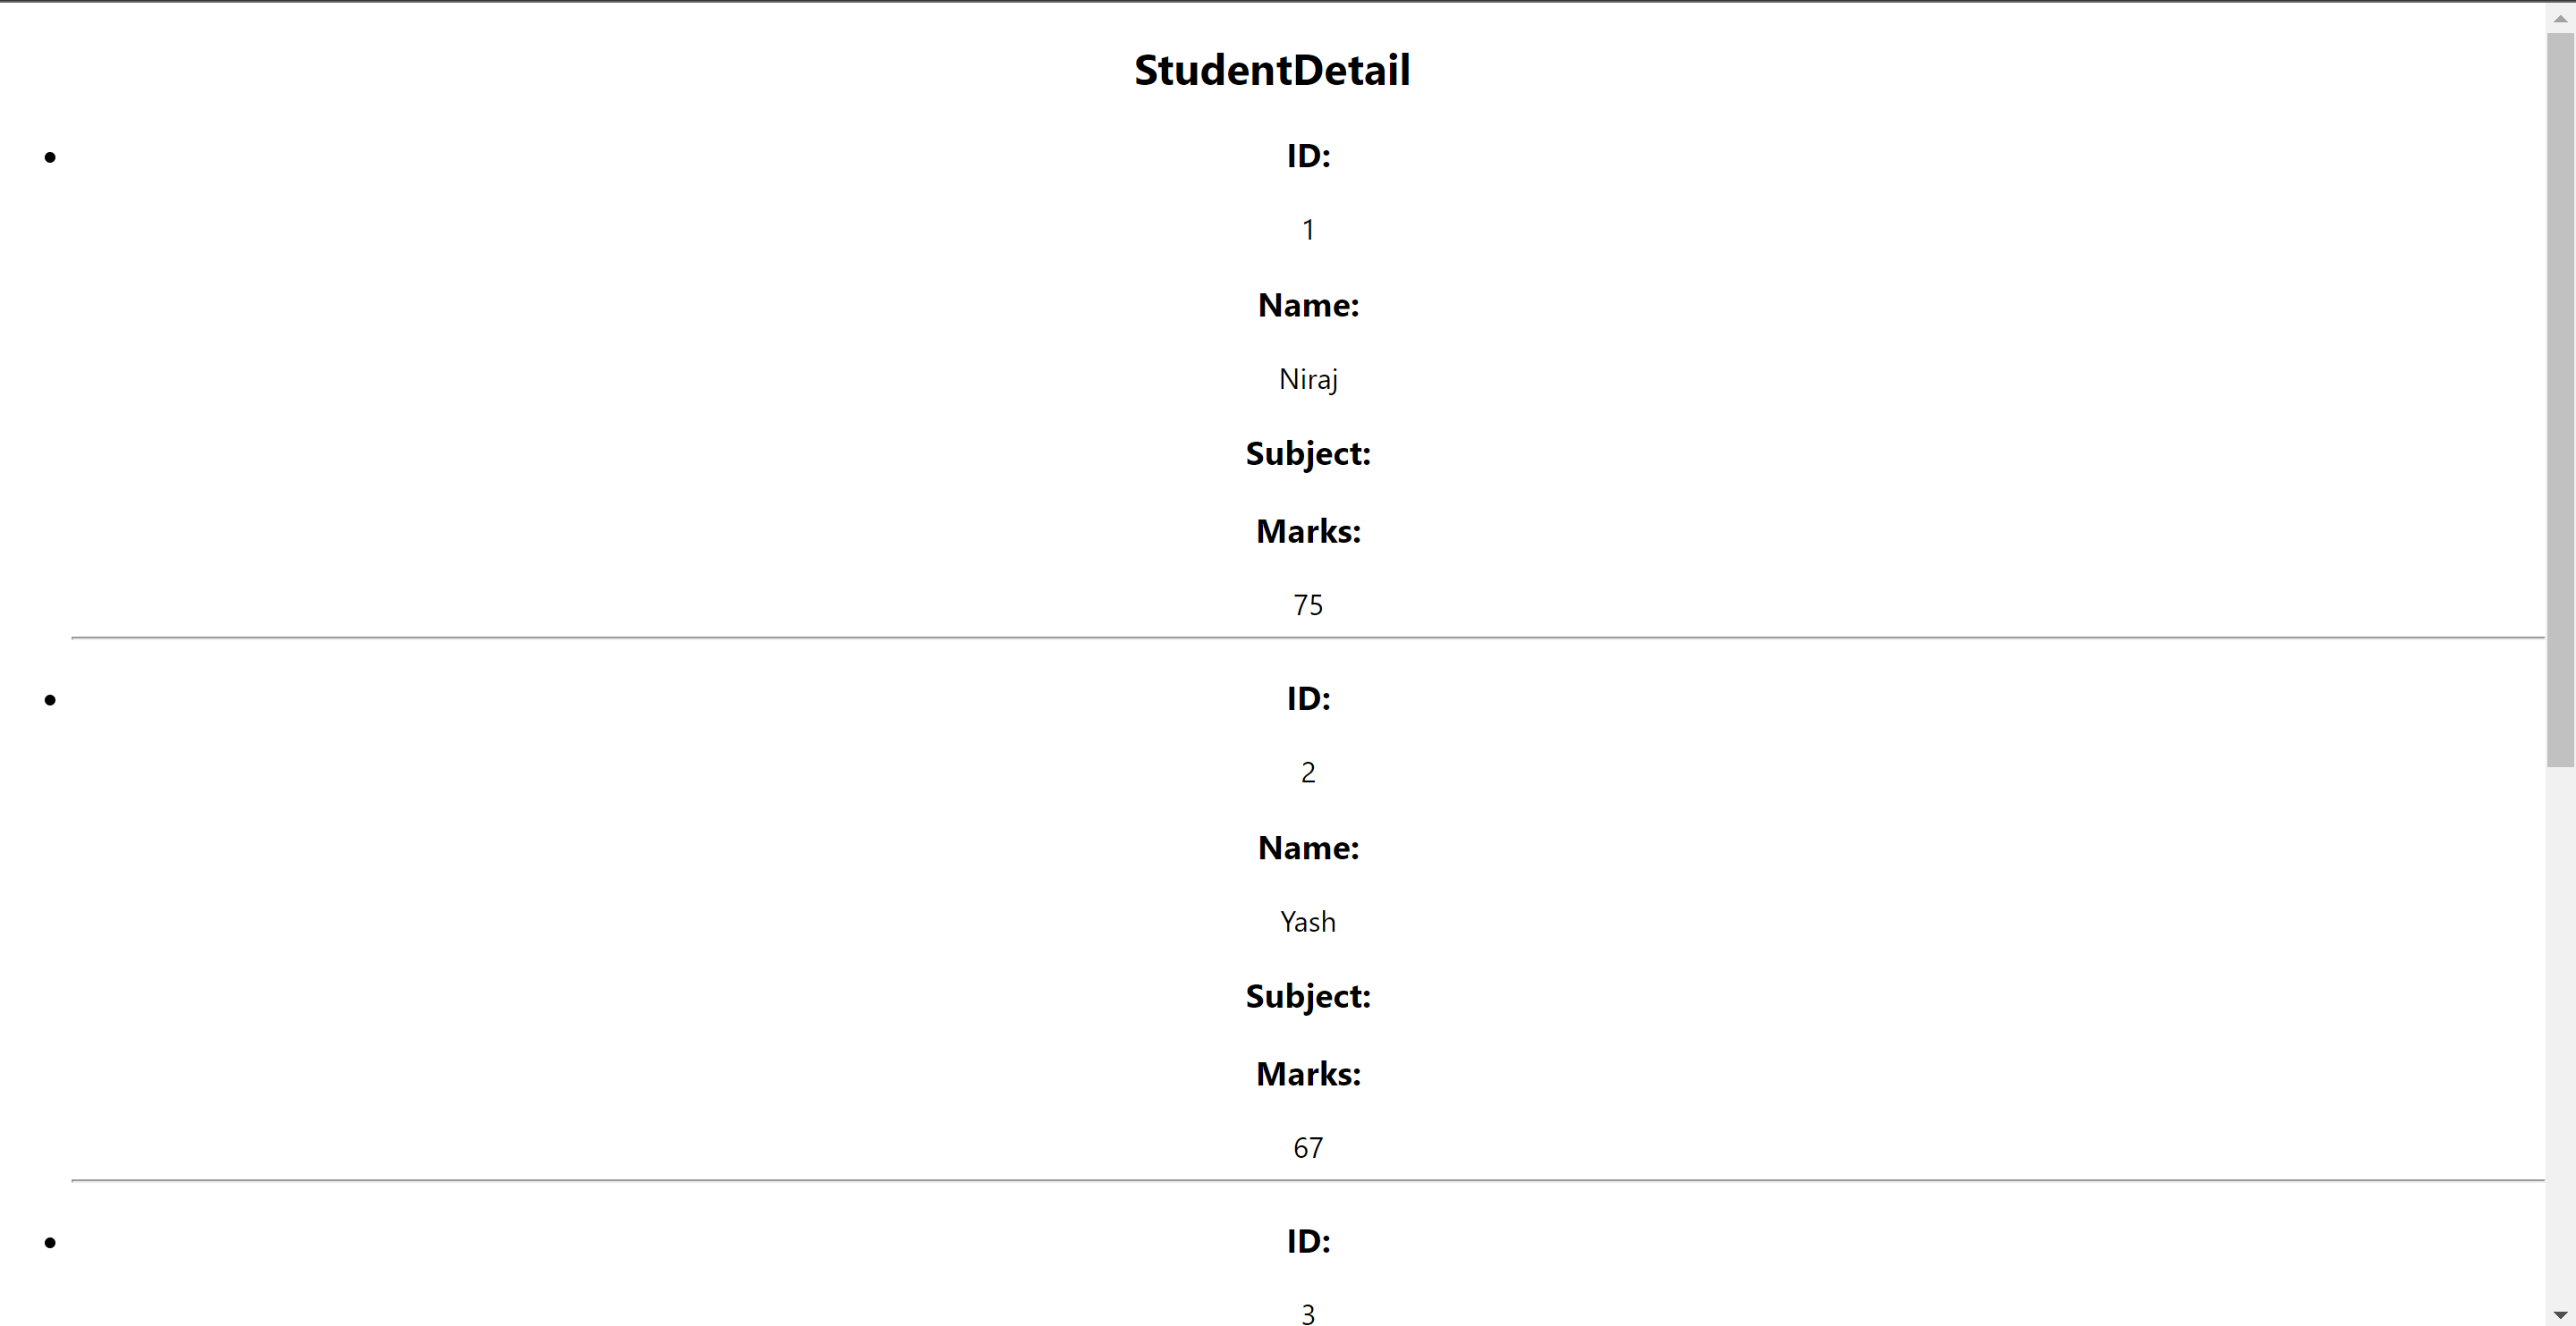 StudentDetail
ID:
1
Name:
Niraj
Subject:
Marks:
75
ID:
2
Name:
Yash
Subject:
Marks:
67
ID:
3